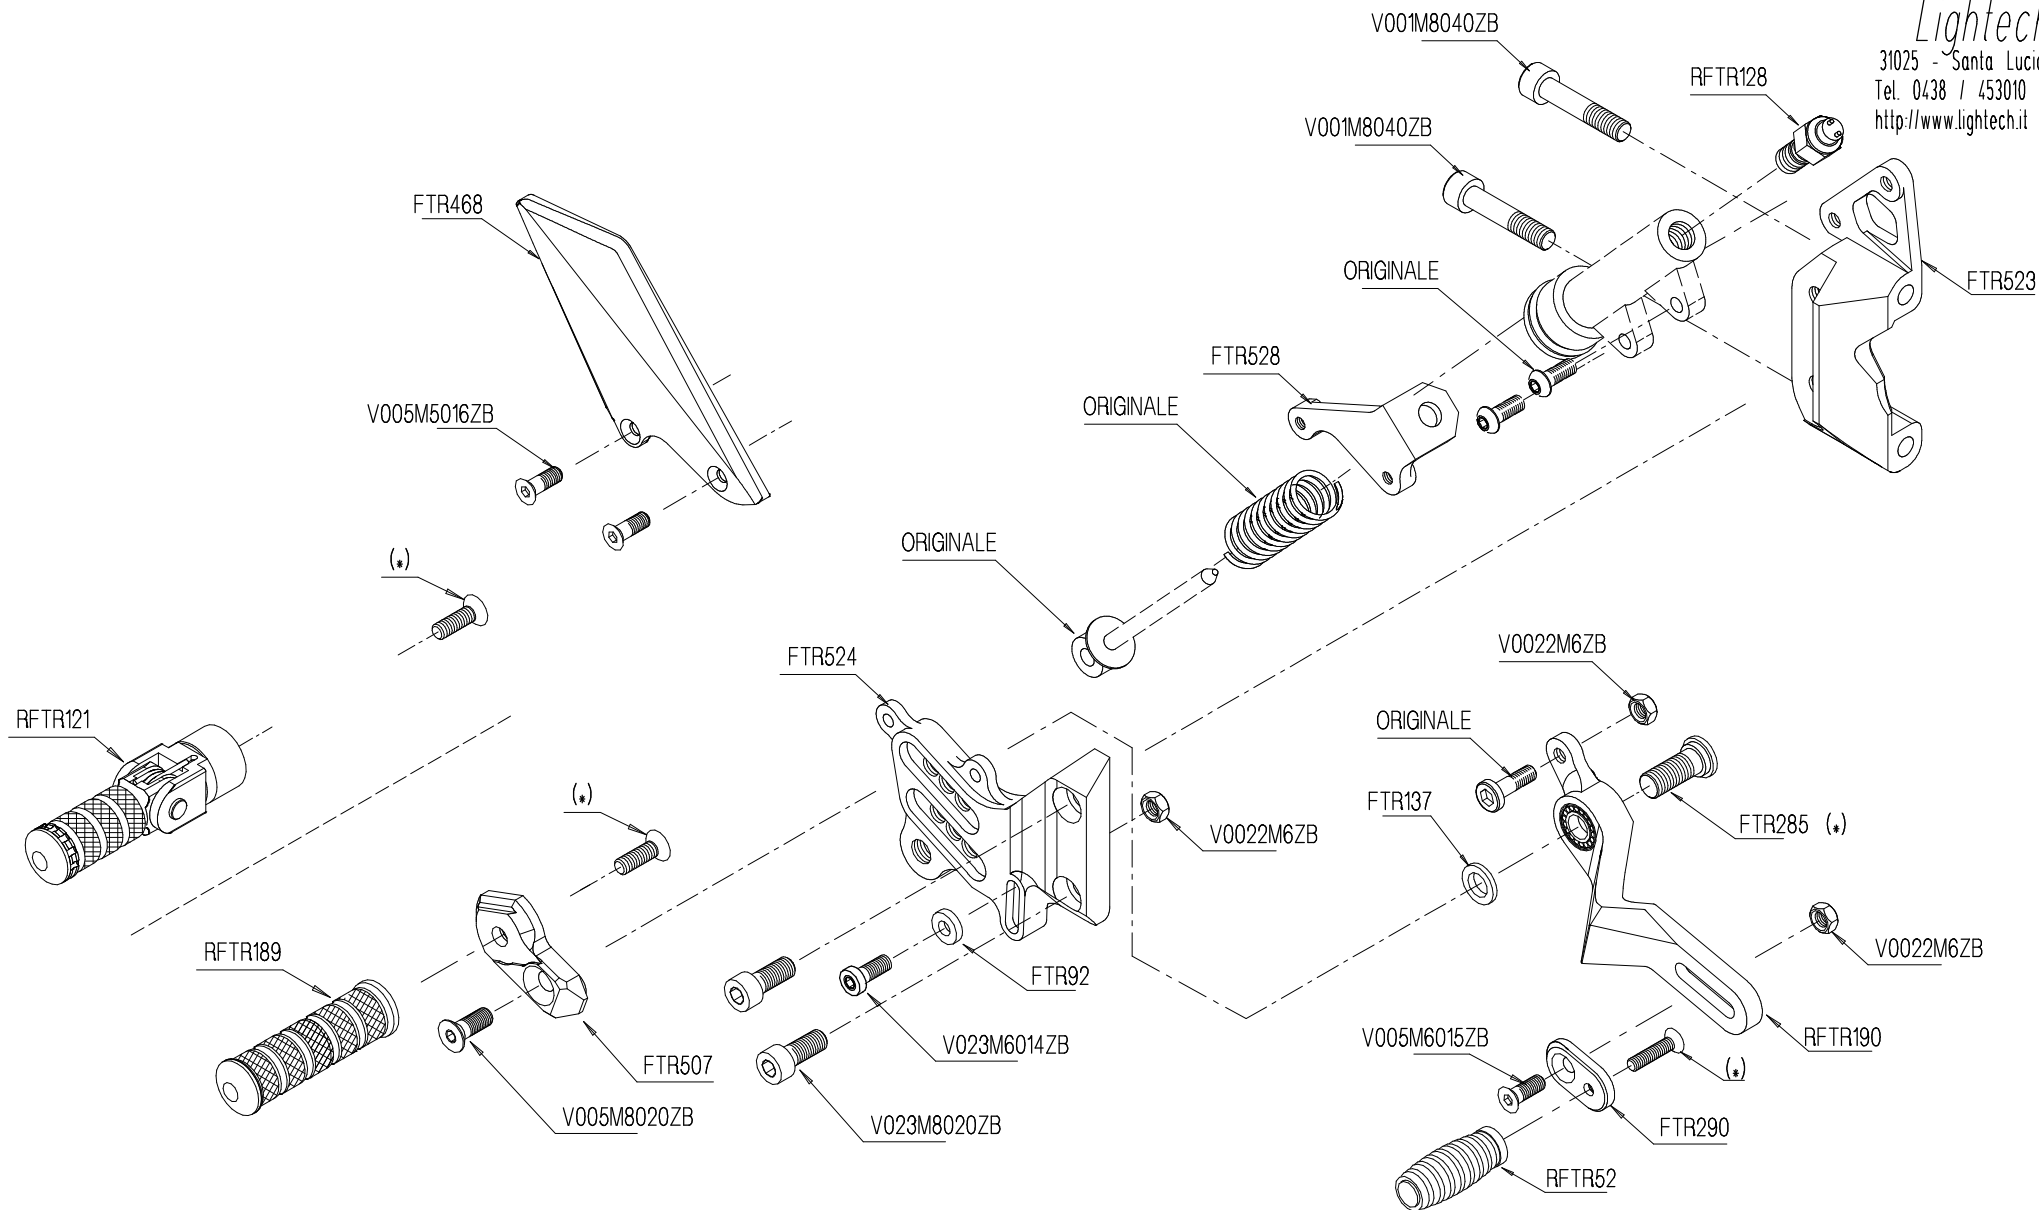 V001M8040ZB
Lightech
31025 - Santa Lucia
Tel. 0438 / 453010
http://www.lightech.it
RFTR128
V001M8040ZB
FTR468
ORIGINALE
FTR523
FTR528
V005M5016ZB
ORIGINALE
ORIGINALE
(*)
FTR524
V0022M6ZB
RFTR121
ORIGINALE
(*)
FTR137
FTR285 (*)
V0022M6ZB
RFTR189
FTR92
V0022M6ZB
V023M6014ZB
V005M6015ZB
RFTR190
FTR507
(*)
V005M8020ZB
V023M8020ZB
FTR290
RFTR52